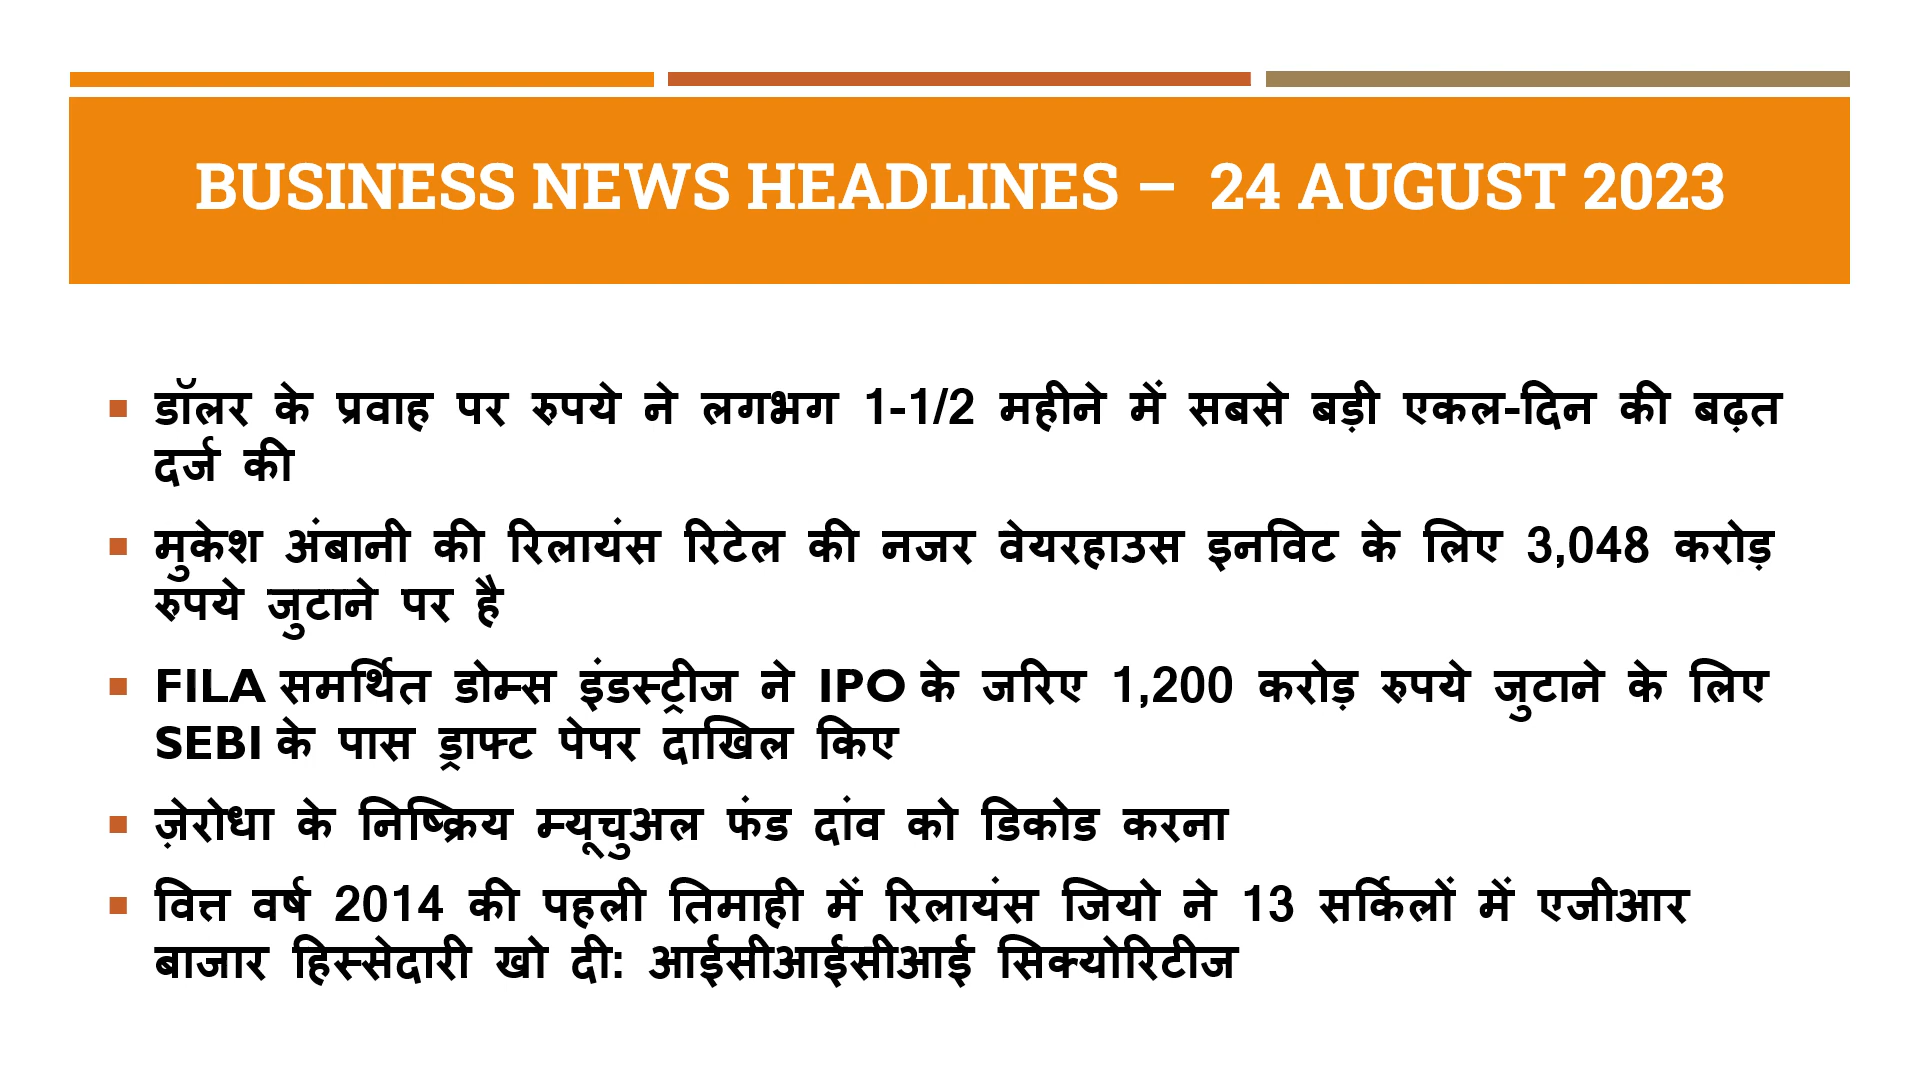 BUSINESS NEWS HEADLINES – 24 AUGUST 2023
डॉलर के प्रवाह पर रुपये ने लगभग 1-1/2 महीने में सबसे बड़ी एकल-दिन की बढ़त
दर्ज की
मुकेश अंबानी की रिलायंस रिटेल की नजर वेयरहाउस इनविट के लिए 3,048 करोड़
रुपये जुटाने पर है
FILA समर्थित डोम्स इंडस्ट्रीज ने IPO के जरिए 1,200 करोड़ रुपये जुटाने के लिए
SEBI के पास ड्राफ्ट पेपर दाखिल किए
ज़ेरोधा के निष्क्रिय म्यूचुअल फंड दांव को डिकोड करना
वित्त वर्ष 2014 की पहली तिमाही में रिलायंस जियो ने 13 सर्किलों में एजीआर
बाजार हिस्सेदारी खो दी: आईसीआईसीआई सिक्योरिटीज